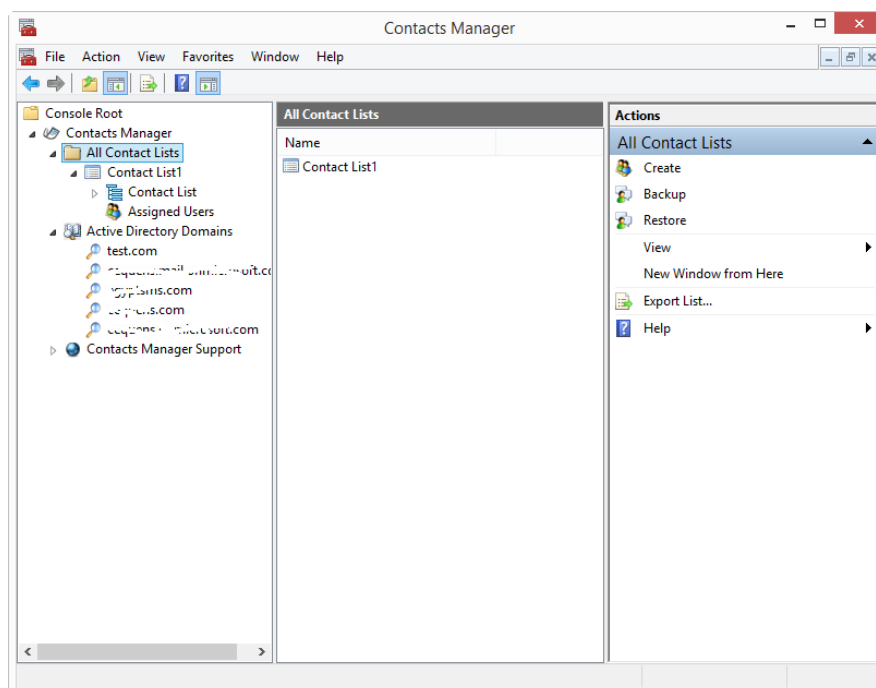 Contacts Manager
File Action View Favorites Window Help
Console Root
Contacts Manager
All Contact Lists
Contact List1
Contact List
Assigned Users
Active Directory Domains
test.com
.com
.com
Contacts Manager Support
All Contact Lists
Name
Contact List1
Actions
All Contact Lists
Create
Backup
Restore
View
New Window from Here
Export List...
Help